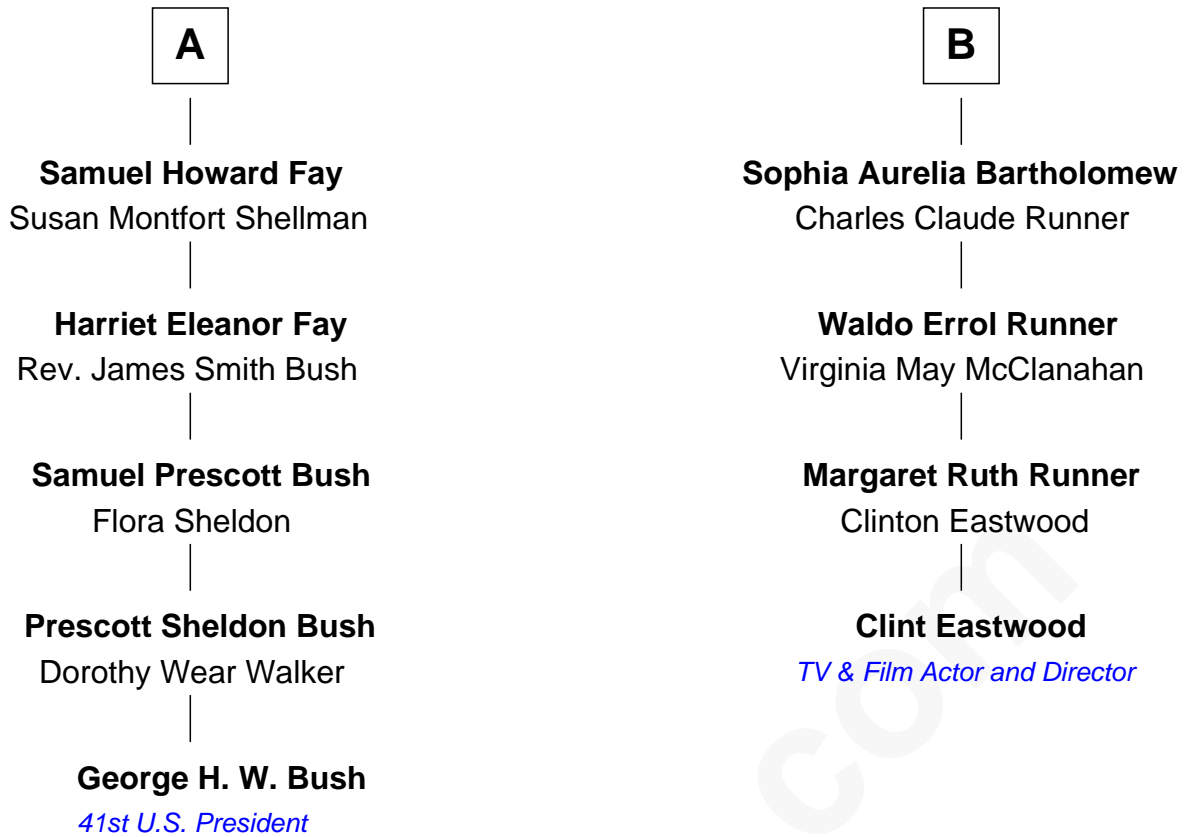 A
Samuel Howard Fay
Susan Montfort Shellman
Harriet Eleanor Fay
Rev. James Smith Bush
Samuel Prescott Bush
Flora Sheldon
Prescott Sheldon Bush
Dorothy Wear Walker
George H. W. Bush
41st U.S. President
B
Sophia Aurelia Bartholomew
Charles Claude Runner
Waldo Errol Runner
Virginia May McClanahan
Margaret Ruth Runner
Clinton Eastwood
Clint Eastwood
TV & Film Actor and Director
com